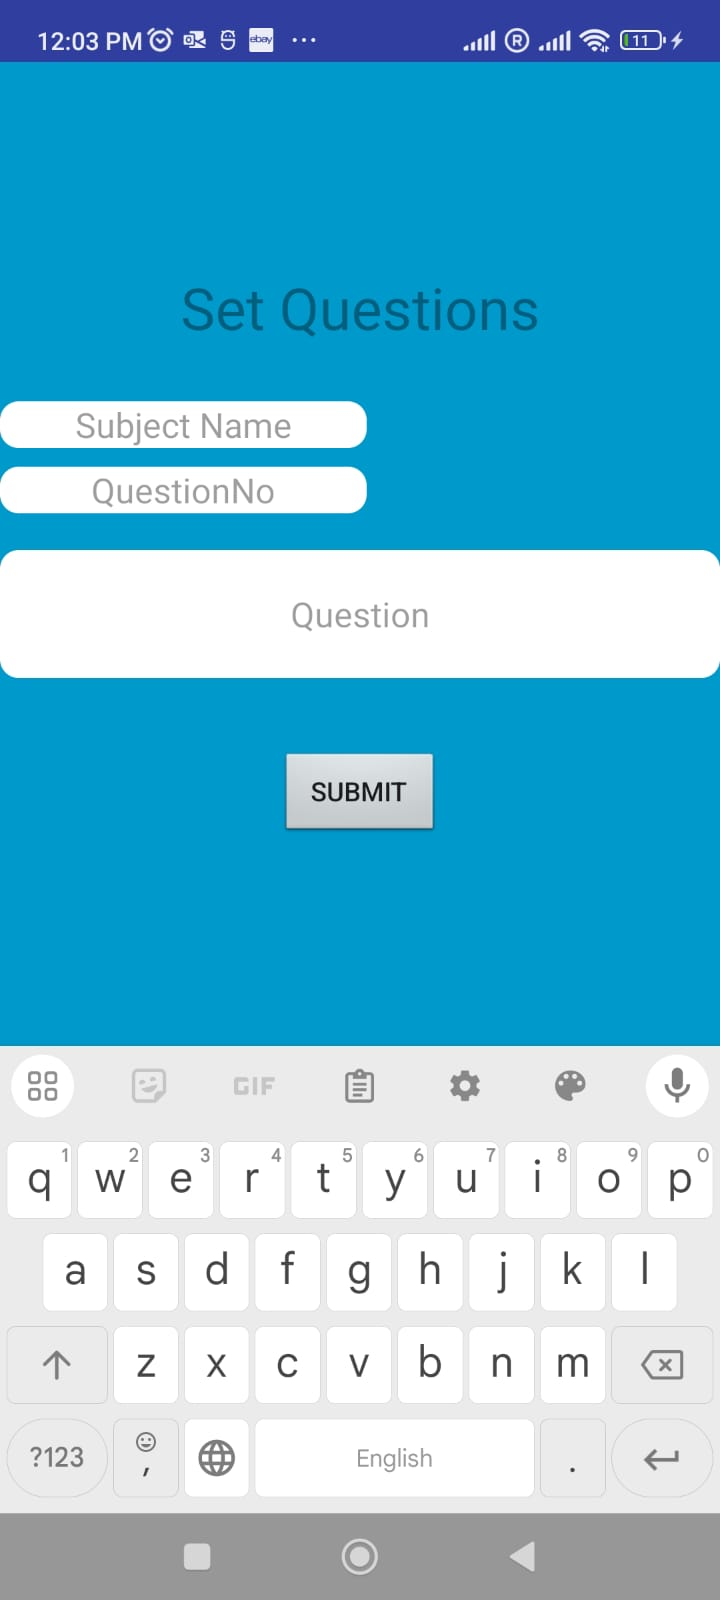 12:03 PM ebay ... R 11
Set Questions
Subject Name
QuestionNo
Question
SUBMIT
GIF
q 1 w 2 e 3 r 4 t 5 y 6 u 7 i 8 o 9 p 0
a s d f g h j k l
z x c v b n m
?123 , English .